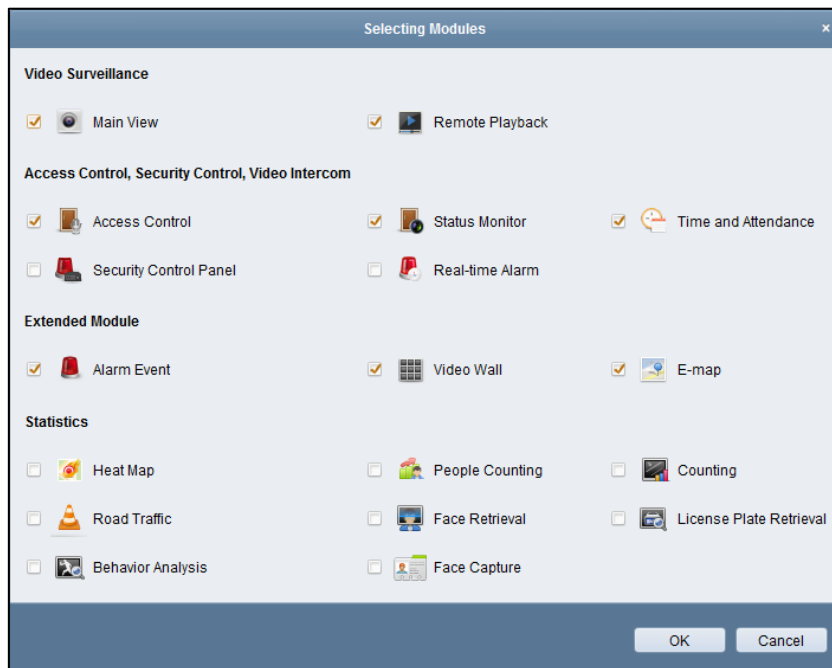 Selecting Modules ×
Video Surveillance
Main View Remote Playback
Access Control, Security Control, Video Intercom
Access Control Status Monitor Time and Attendance
Security Control Panel Real-time Alarm
Extended Module
Alarm Event Video Wall E-map
Statistics
Heat Map People Counting Counting
Road Traffic Face Retrieval License Plate Retrieval
Behavior Analysis Face Capture
OK Cancel